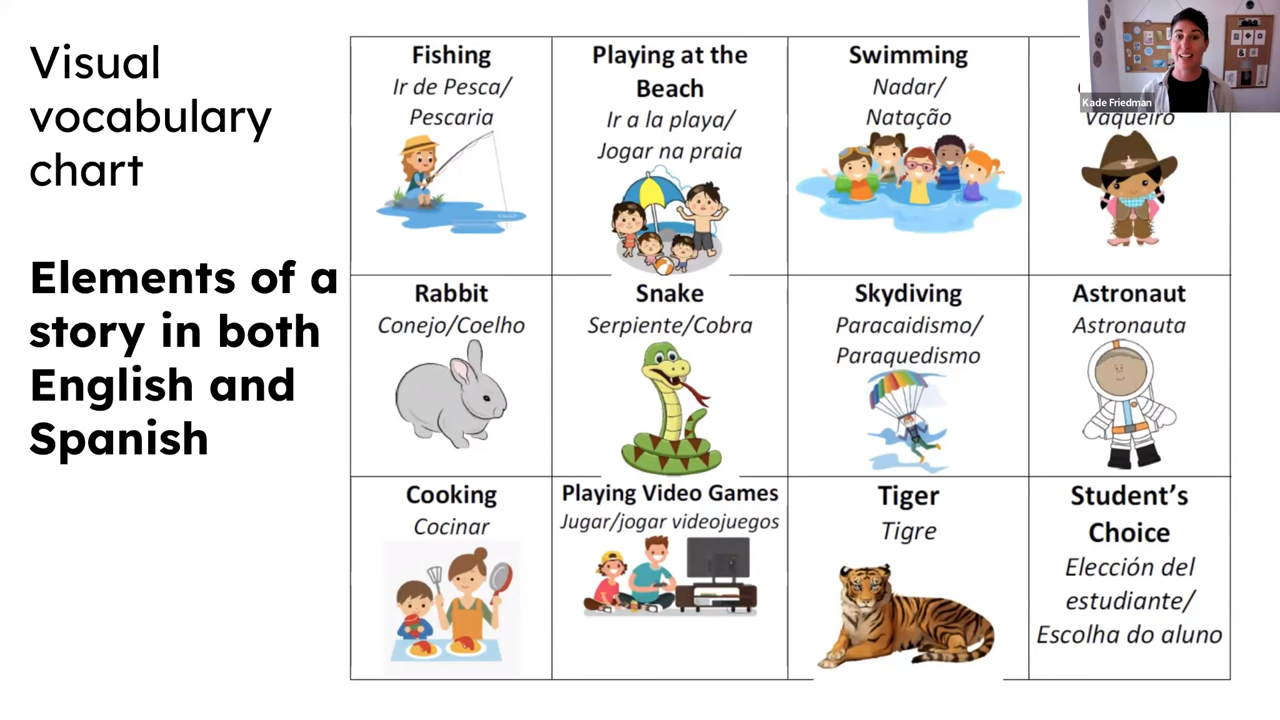 Visual
vocabulary
chart
Elements of a
story in both
English and
Spanish
Fishing
Ir de Pesca/
Pescaria
Playing at the
Beach
Ir a la playa/
Jogar na praia
Swimming
Nadar/
Natação
Kade Friedman
Vaqueiro
Rabbit
Conejo/Coelho
Snake
Serpiente/Cobra
Skydiving
Paracaidismo/
Paraquedismo
Astronaut
Astronauta
Cooking
Cocinar
Playing Video Games
Jugar/jogar videojuegos
Tiger
Tigre
Student's
Choice
Elección del
estudiante/
Escolha do aluno